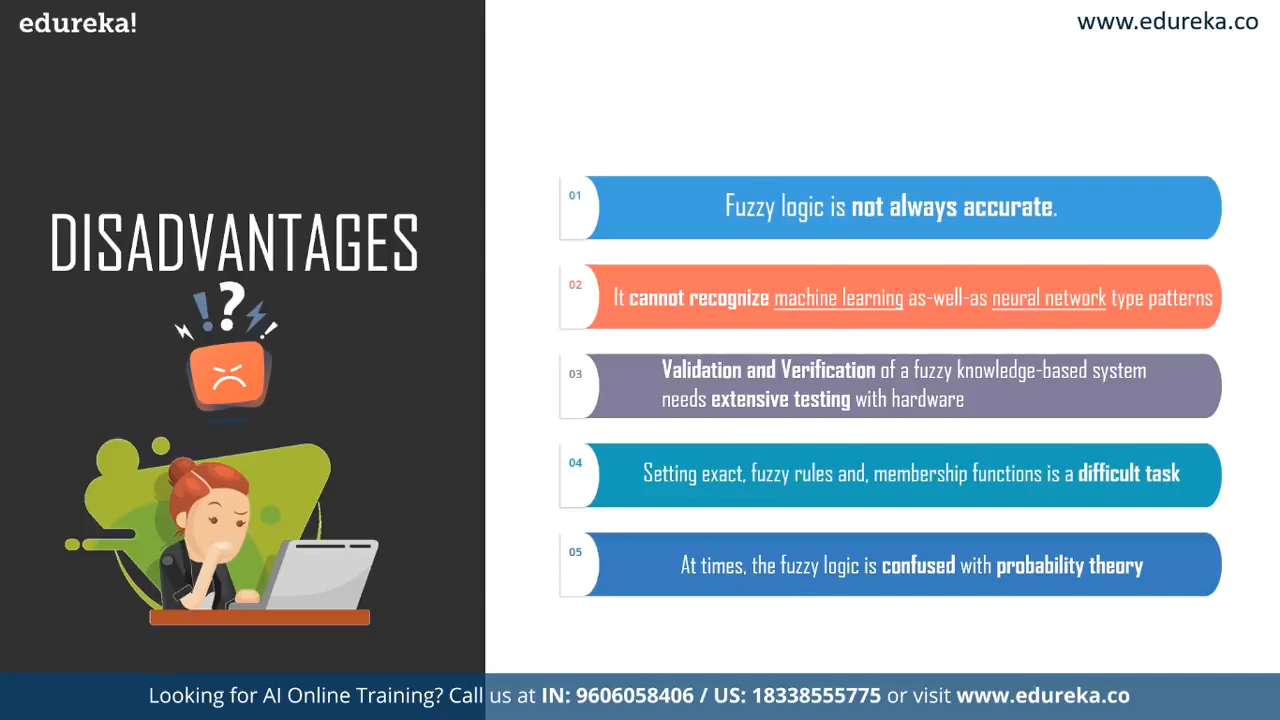 edureka!
www.edureka.co
DISADVANTAGES
01
Fuzzy logic is not always accurate.
02
It cannot recognize machine learning as-well-as neural network type patterns
03
Validation and Verification of a fuzzy knowledge-based system
needs extensive testing with hardware
04
Setting exact, fuzzy rules and, membership functions is a difficult task
05
At times, the fuzzy logic is confused with probability theory
Looking for AI Online Training? Call us at IN: 9606058406 / US: 18338555775 or visit www.edureka.co